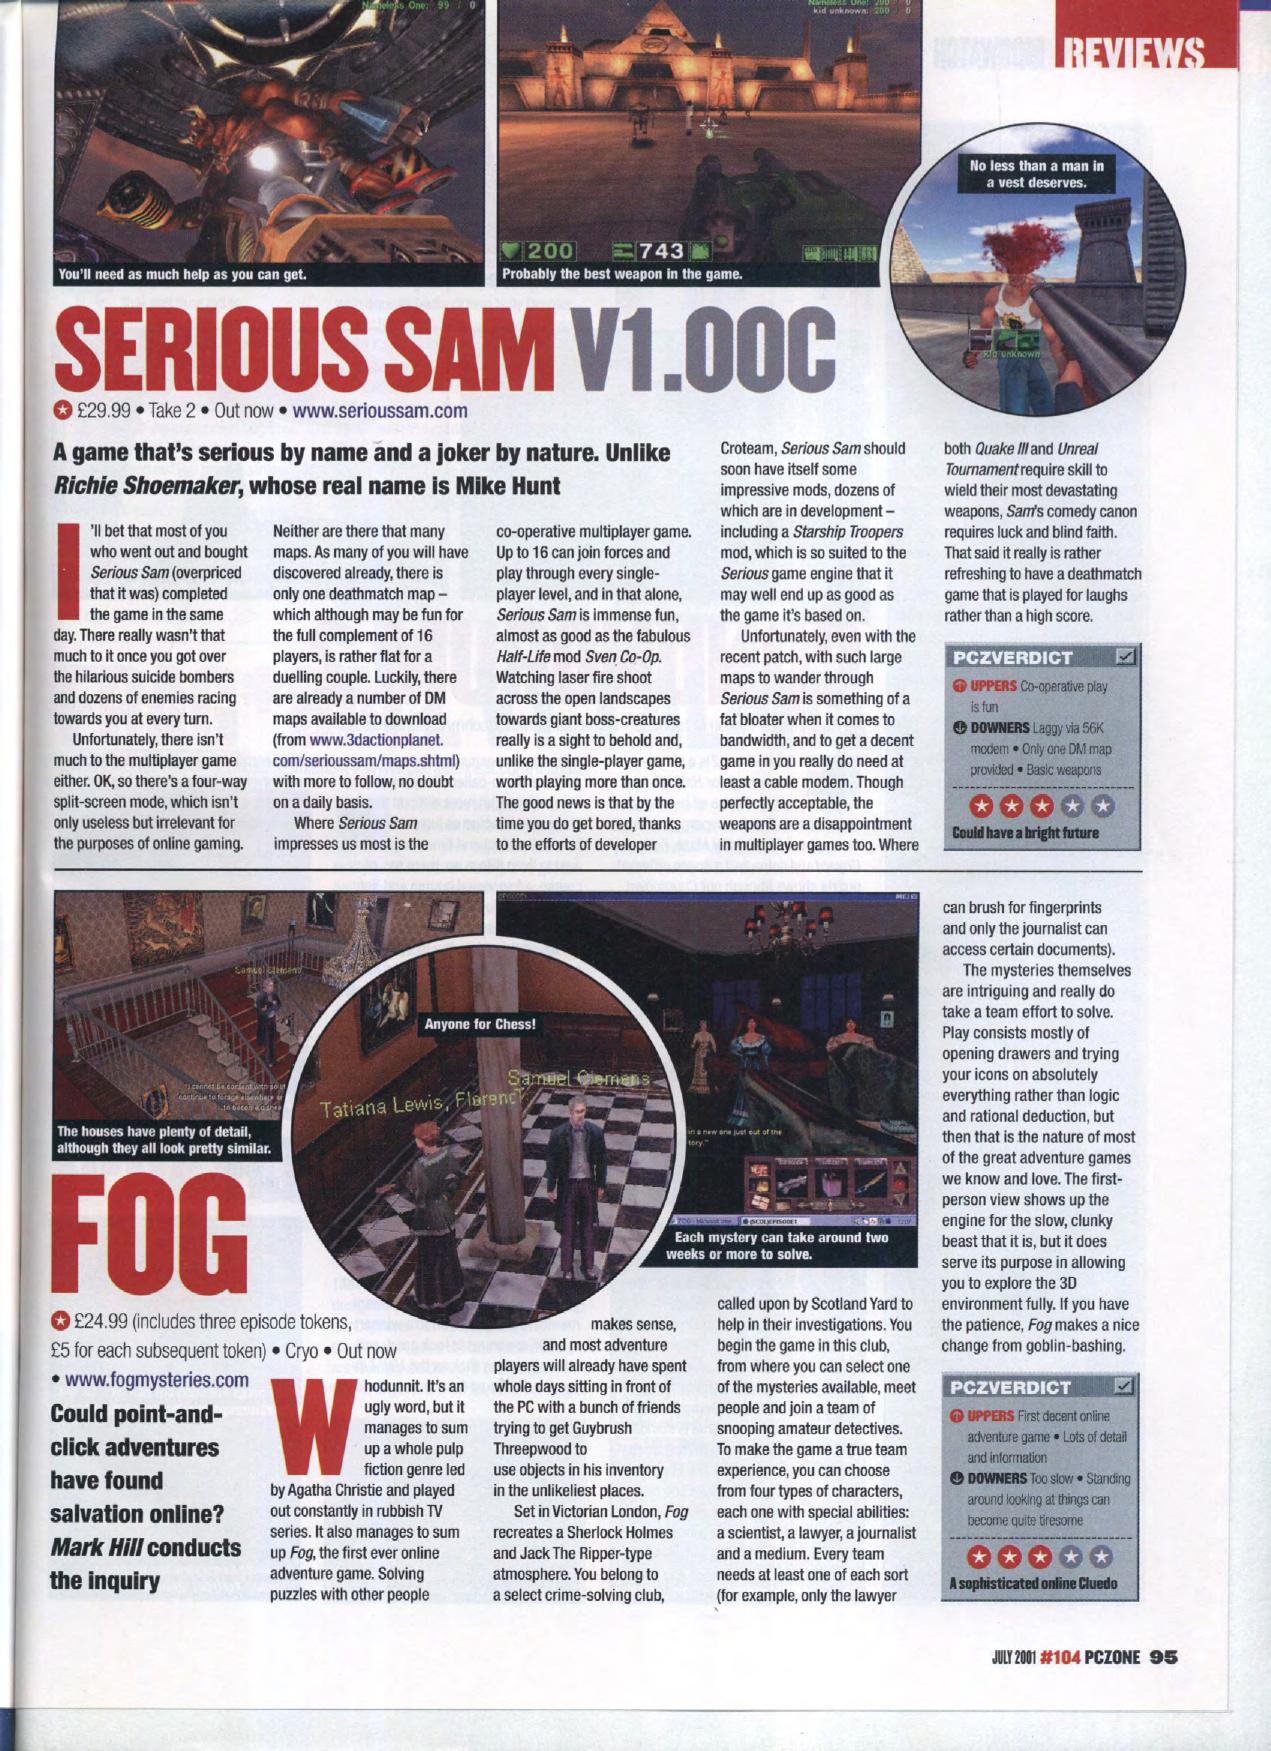 REVIEWS
Nameless One: 99 / 0
Nameless One: 200 / 0
kid unknown: 200 / 0
200
743
You'll need as much help as you can get.
Probably the best weapon in the game.
No less than a man in
a vest deserves.
kid unknown
SERIOUS SAM V1.00C
£29.99 • Take 2 • Out now • www.serioussam.com
A game that's serious by name and a joker by nature. Unlike
Richie Shoemaker, whose real name is Mike Hunt
I'll bet that most of you
who went out and bought
Serious Sam (overpriced
that it was) completed
the game in the same
day. There really wasn't that
much to it once you got over
the hilarious suicide bombers
and dozens of enemies racing
towards you at every turn.
Unfortunately, there isn't
much to the multiplayer game
either. OK, so there's a four-way
split-screen mode, which isn't
only useless but irrelevant for
the purposes of online gaming.
Neither are there that many
maps. As many of you will have
discovered already, there is
only one deathmatch map –
which although may be fun for
the full complement of 16
players, is rather flat for a
duelling couple. Luckily, there
are already a number of DM
maps available to download
(from www.3dactionplanet.
com/serioussam/maps.shtml)
with more to follow, no doubt
on a daily basis.
Where Serious Sam
impresses us most is the
co-operative multiplayer game.
Up to 16 can join forces and
play through every single-
player level, and in that alone,
Serious Sam is immense fun,
almost as good as the fabulous
Half-Life mod Sven Co-Op.
Watching laser fire shoot
across the open landscapes
towards giant boss-creatures
really is a sight to behold and,
unlike the single-player game,
worth playing more than once.
The good news is that by the
time you do get bored, thanks
to the efforts of developer
Croteam, Serious Sam should
soon have itself some
impressive mods, dozens of
which are in development –
including a Starship Troopers
mod, which is so suited to the
Serious game engine that it
may well end up as good as
the game it's based on.
Unfortunately, even with the
recent patch, with such large
maps to wander through
Serious Sam is something of a
fat bloater when it comes to
bandwidth, and to get a decent
game in you really do need at
least a cable modem. Though
perfectly acceptable, the
weapons are a disappointment
in multiplayer games too. Where
both Quake III and Unreal
Tournament require skill to
wield their most devastating
weapons, Sam's comedy canon
requires luck and blind faith.
That said it really is rather
refreshing to have a deathmatch
game that is played for laughs
rather than a high score.
PCZVERDICT
UPPERS Co-operative play
is fun
DOWNERS Laggy via 56K
modem • Only one DM map
provided • Basic weapons
Could have a bright future
Samuel Clemens
The houses have plenty of detail,
although they all look pretty similar.
Anyone for Chess!
Samuel Clemens
Tatiana Lewis, Florenc
in a new one just out of the
tory."
Each mystery can take around two
weeks or more to solve.
FOG
£24.99 (includes three episode tokens,
£5 for each subsequent token) • Cryo • Out now
• www.fogmysteries.com
Could point-and-
click adventures
have found
salvation online?
Mark Hill conducts
the inquiry
Whodunnit. It's an
ugly word, but it
manages to sum
up a whole pulp
fiction genre led
by Agatha Christie and played
out constantly in rubbish TV
series. It also manages to sum
up Fog, the first ever online
adventure game. Solving
puzzles with other people
makes sense,
and most adventure
players will already have spent
whole days sitting in front of
the PC with a bunch of friends
trying to get Guybrush
Threepwood to
use objects in his inventory
in the unlikeliest places.
Set in Victorian London, Fog
recreates a Sherlock Holmes
and Jack The Ripper-type
atmosphere. You belong to
a select crime-solving club,
called upon by Scotland Yard to
help in their investigations. You
begin the game in this club,
from where you can select one
of the mysteries available, meet
people and join a team of
snooping amateur detectives.
To make the game a true team
experience, you can choose
from four types of characters,
each one with special abilities:
a scientist, a lawyer, a journalist
and a medium. Every team
needs at least one of each sort
(for example, only the lawyer
can brush for fingerprints
and only the journalist can
access certain documents).
The mysteries themselves
are intriguing and really do
take a team effort to solve.
Play consists mostly of
opening drawers and trying
your icons on absolutely
everything rather than logic
and rational deduction, but
then that is the nature of most
of the great adventure games
we know and love. The first-
person view shows up the
engine for the slow, clunky
beast that it is, but it does
serve its purpose in allowing
you to explore the 3D
environment fully. If you have
the patience, Fog makes a nice
change from goblin-bashing.
PCZVERDICT
UPPERS First decent online
adventure game • Lots of detail
and information
DOWNERS Too slow • Standing
around looking at things can
become quite tiresome
A sophisticated online Cluedo
JULY 2001 #104 PCZONE 95